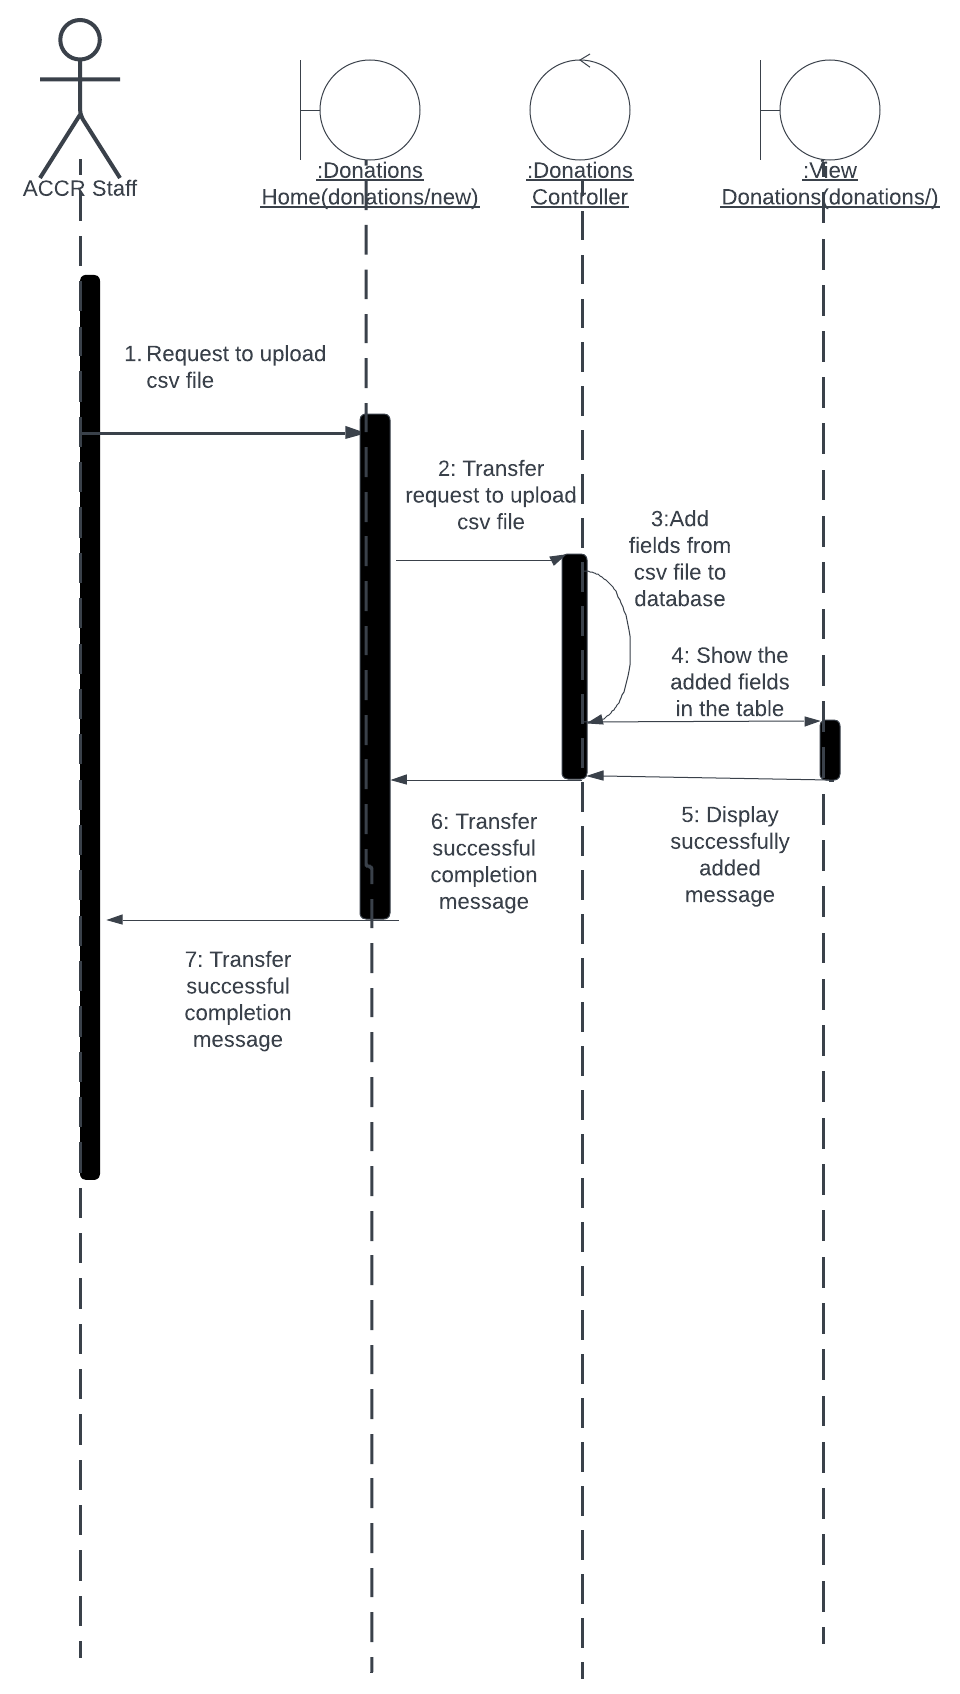 ACCR Staff
:Donations
Home(donations/new)
:Donations
Controller
:View
Donations(donations/)
1. Request to upload
csv file
2: Transfer
request to upload
csv file
3:Add
fields from
csv file to
database
4: Show the
added fields
in the table
5: Display
successfully
added
message
6: Transfer
successful
completion
message
7: Transfer
successful
completion
message